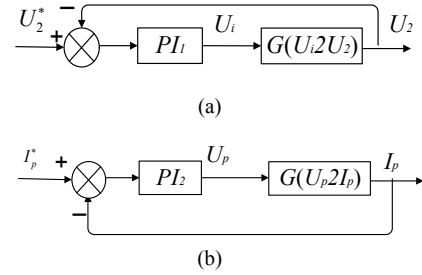 U₂* − + PI₁ Uᵢ G(Uᵢ2U₂) U₂
(a)
Iₚ* + − PI₂ Uₚ G(Uₚ2Iₚ) Iₚ
(b)